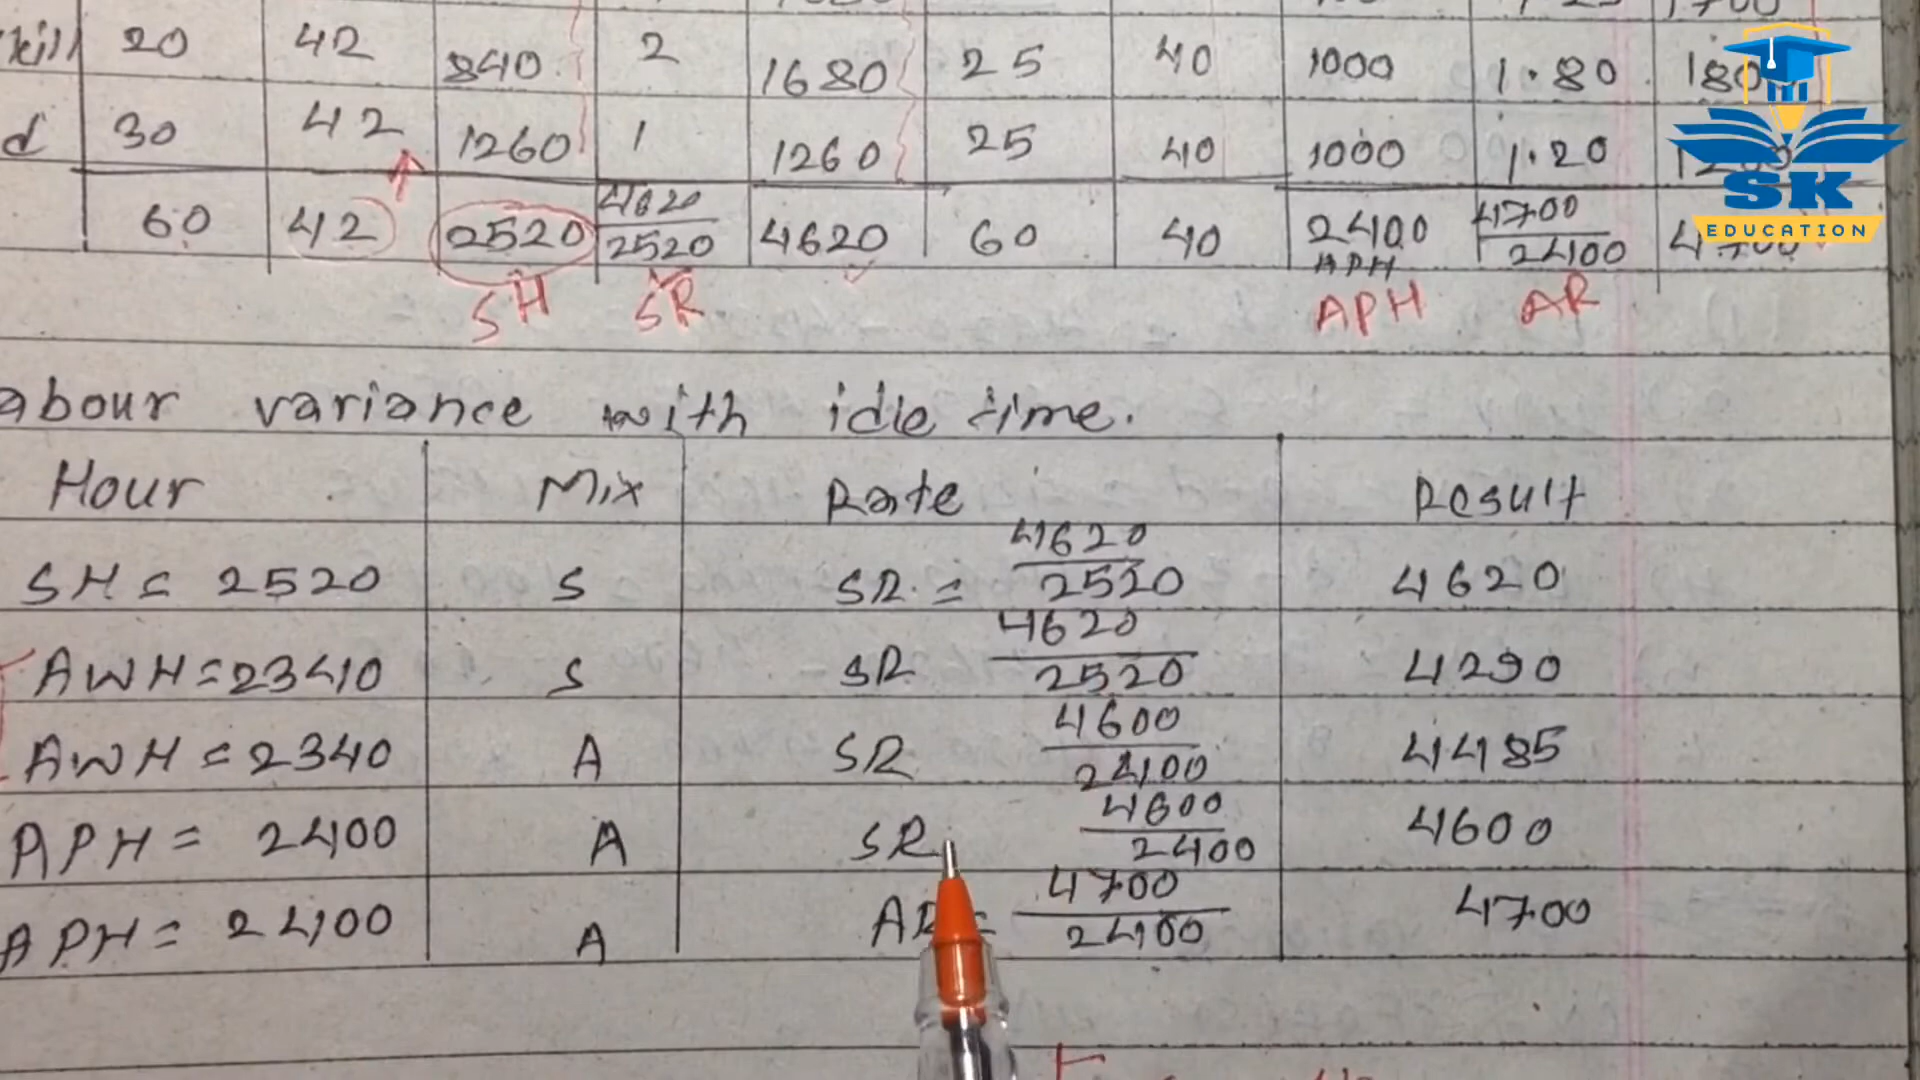 kill 20 42 840 2 1680 25 40 1000 1.80 180
d 30 42 1260 1 1260 25 40 1000 1.20
60 42 2520 4620/2520 4620 60 40 2400 4700/2400 4700
APH
SH SR APH AR
SK
EDUCATION
abour variance with idle time.
Hour Mix Rate Result
SH = 2520 S SR = 4620/2520 4620
AWH = 2340 S SR 4620/2520 4290
AWH = 2340 A SR 4600/2400 4485
APH = 2400 A SR 4600/2400 4600
APH = 2400 A AR = 4700/2400 4700